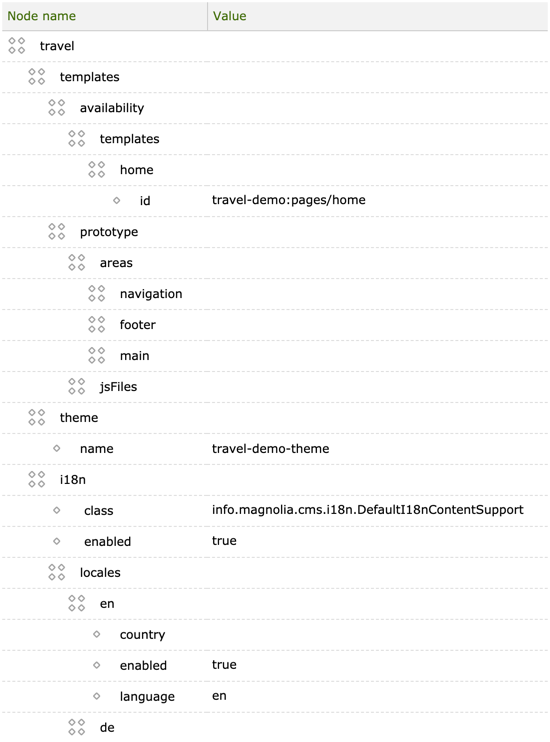 Node name Value
travel
templates
availability
templates
home
id travel-demo:pages/home
prototype
areas
navigation
footer
main
jsFiles
theme
name travel-demo-theme
i18n
class info.magnolia.cms.i18n.DefaultI18nContentSupport
enabled true
locales
en
country
enabled true
language en
de